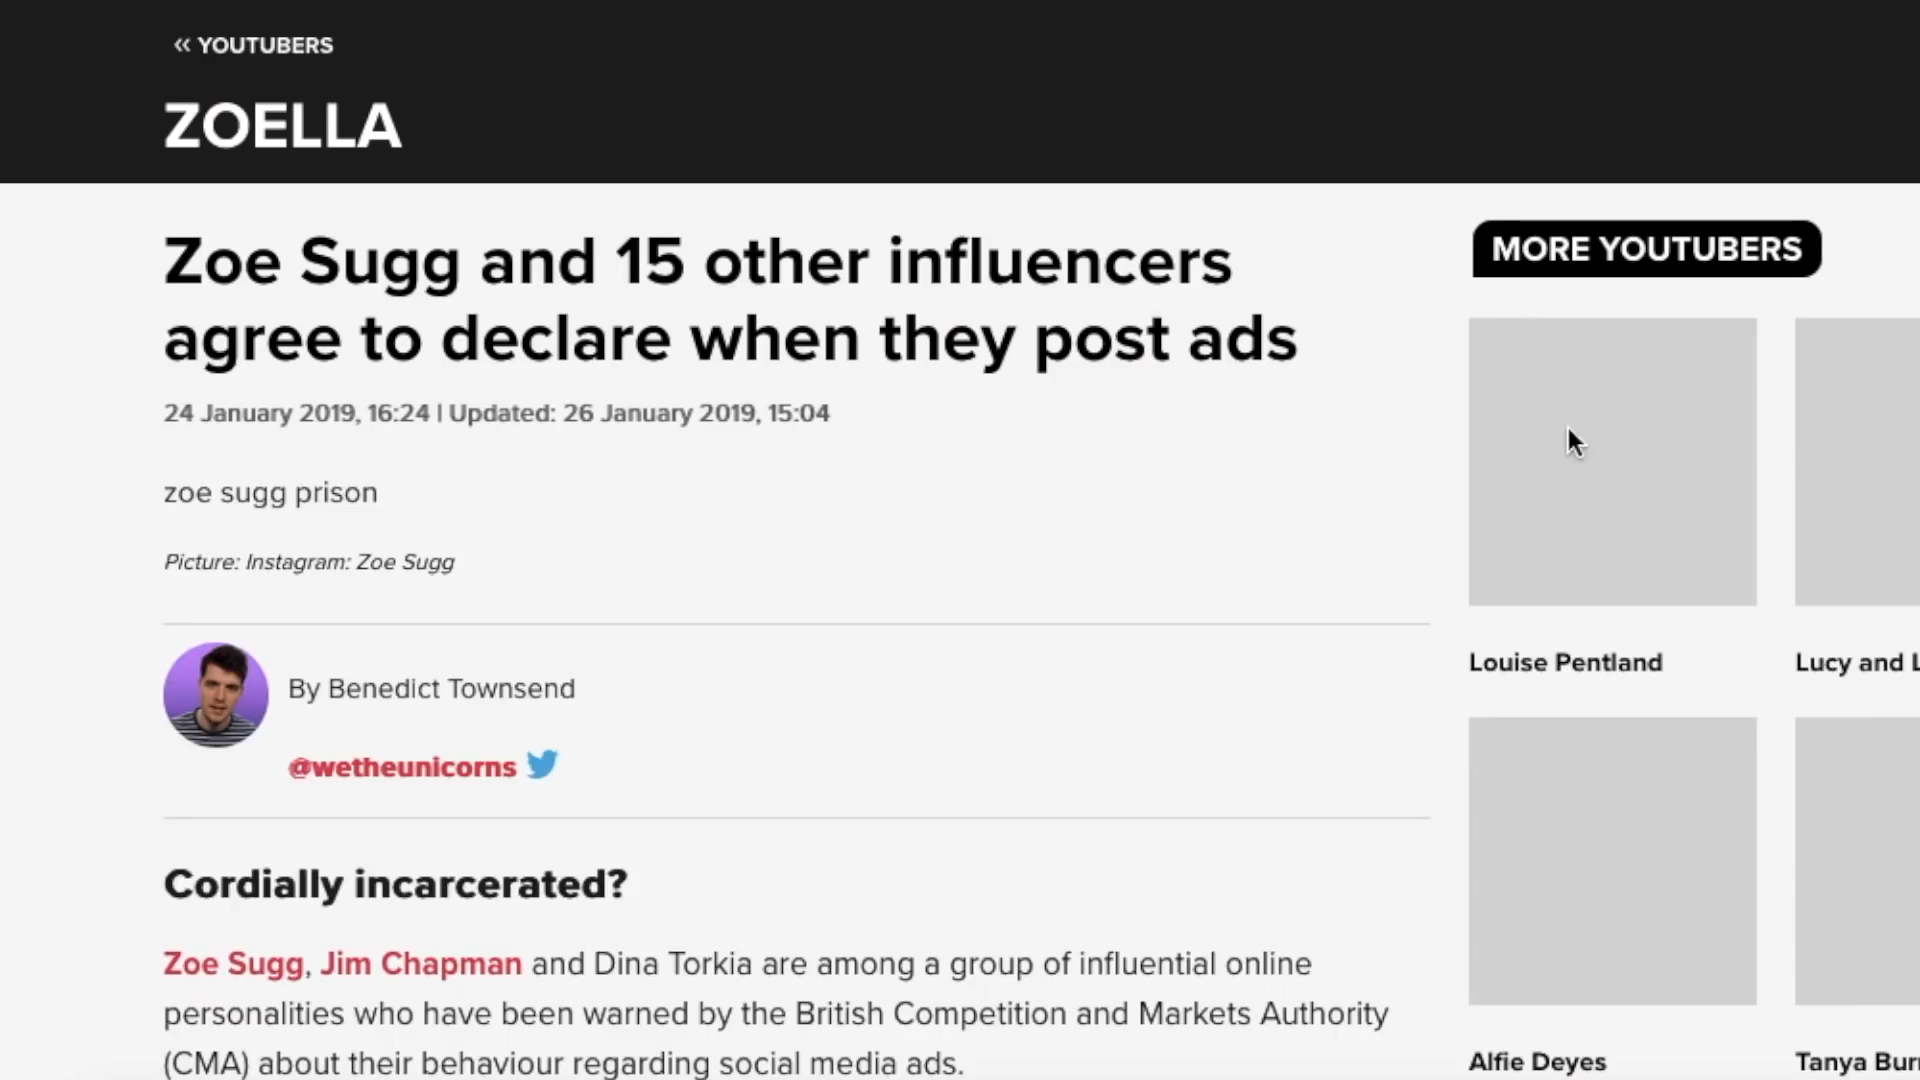 « YOUTUBERS
ZOELLA
Zoe Sugg and 15 other influencers
agree to declare when they post ads
24 January 2019, 16:24 | Updated: 26 January 2019, 15:04
zoe sugg prison
Picture: Instagram: Zoe Sugg
By Benedict Townsend
@wetheunicorns
Cordially incarcerated?
Zoe Sugg, Jim Chapman and Dina Torkia are among a group of influential online
personalities who have been warned by the British Competition and Markets Authority
(CMA) about their behaviour regarding social media ads.
MORE YOUTUBERS
Louise Pentland
Lucy and
Alfie Deyes
Tanya